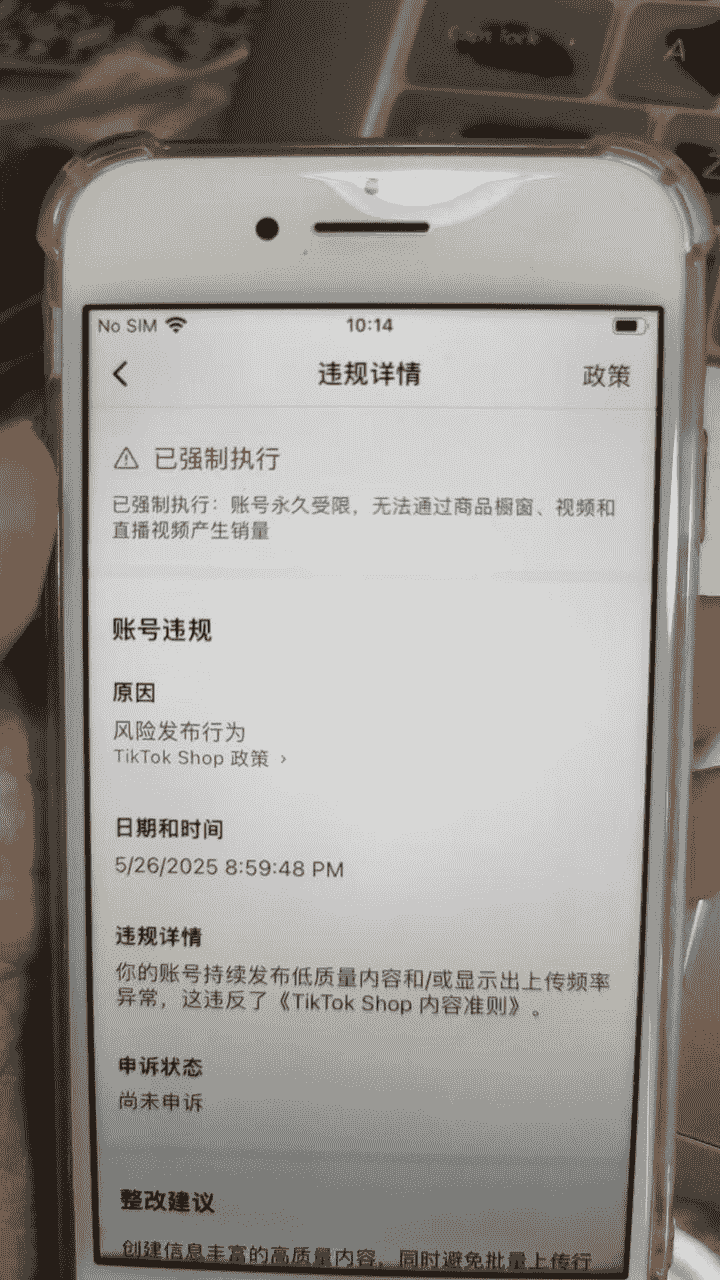 Caps lock
A
Z
No SIM
10:14
违规详情
政策
已强制执行
已强制执行：账号永久受限，无法通过商品橱窗、视频和
直播视频产生销量
账号违规
原因
风险发布行为
TikTok Shop 政策 ›
日期和时间
5/26/2025 8:59:48 PM
违规详情
你的账号持续发布低质量内容和/或显示出上传频率
异常，这违反了《TikTok Shop 内容准则》。
申诉状态
尚未申诉
整改建议
创建信息丰富的高质量内容，同时避免批量上传行